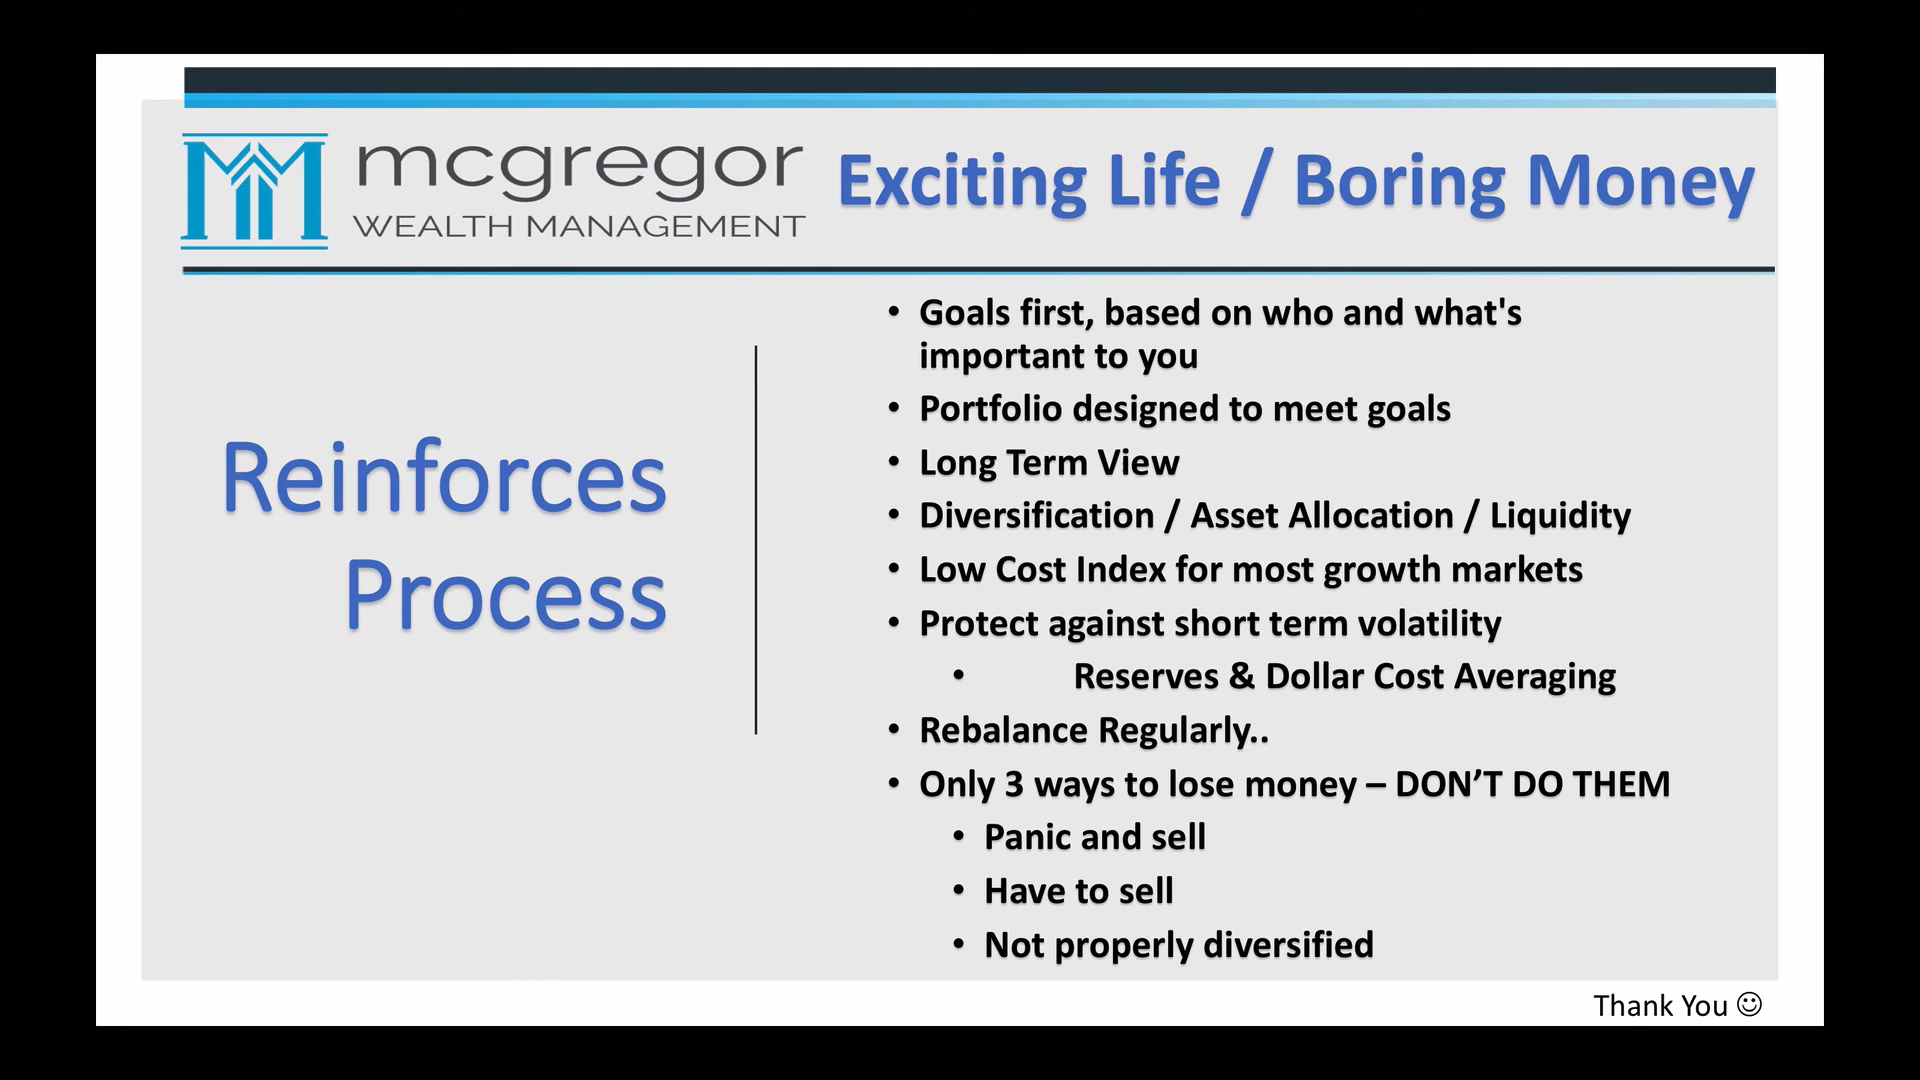 mcgregor
WEALTH MANAGEMENT
Exciting Life / Boring Money
Reinforces
Process
• Goals first, based on who and what's
important to you
• Portfolio designed to meet goals
• Long Term View
• Diversification / Asset Allocation / Liquidity
• Low Cost Index for most growth markets
• Protect against short term volatility
• Reserves & Dollar Cost Averaging
• Rebalance Regularly..
• Only 3 ways to lose money – DON’T DO THEM
• Panic and sell
• Have to sell
• Not properly diversified
Thank You ☺